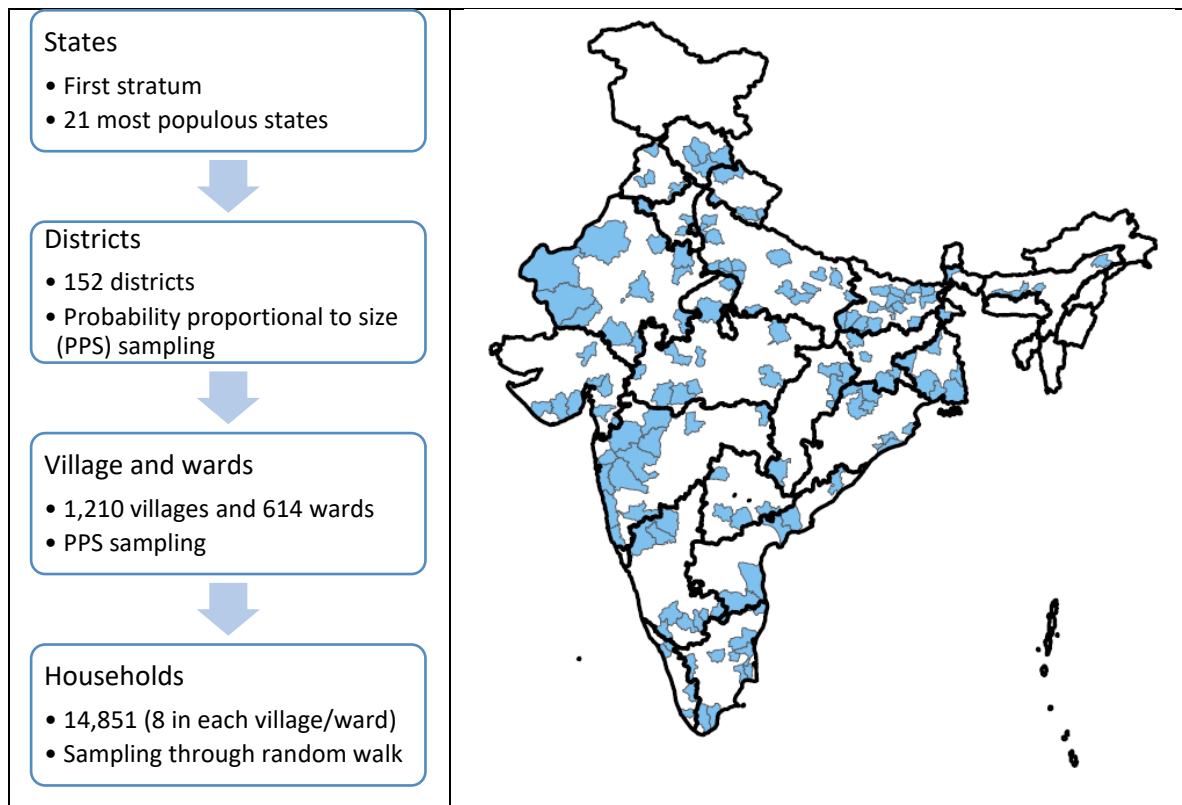 States
• First stratum
• 21 most populous states
Districts
• 152 districts
• Probability proportional to size
(PPS) sampling
Village and wards
• 1,210 villages and 614 wards
• PPS sampling
Households
• 14,851 (8 in each village/ward)
• Sampling through random walk